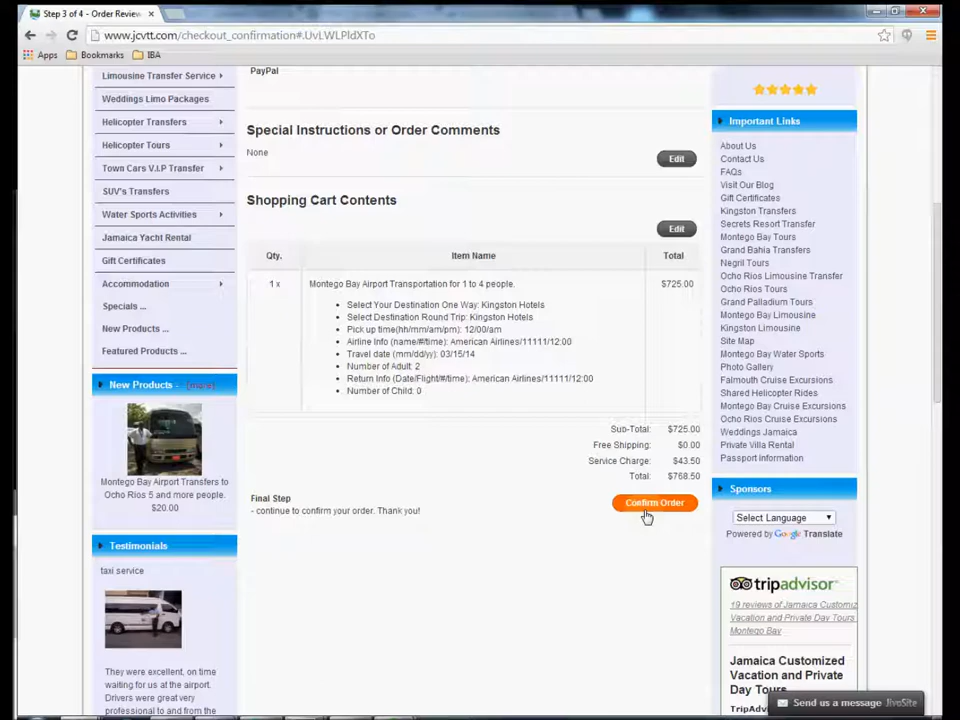 Step 3 of 4 - Order Review
www.jcvtt.com/checkout_confirmation#.UvLWLPldXTo
Apps
Bookmarks
IBA
Limousine Transfer Service
Weddings Limo Packages
Helicopter Transfers
Helicopter Tours
Town Cars V.I.P Transfer
SUV's Transfers
Water Sports Activities
Jamaica Yacht Rental
Gift Certificates
Accommodation
Specials ...
New Products ...
Featured Products ...
New Products - [more]
Montego Bay Airport Transfers to
Ocho Rios 5 and more people.
$20.00
Testimonials
taxi service
They were excellent, on time
waiting for us at the airport.
Drivers were great very
professional to and from the
PayPal
Special Instructions or Order Comments
None
Edit
Shopping Cart Contents
Edit
Qty. Item Name Total
1 x Montego Bay Airport Transportation for 1 to 4 people. $725.00
• Select Your Destination One Way: Kingston Hotels
• Select Destination Round Trip: Kingston Hotels
• Pick up time(hh/mm/am/pm): 12/00/am
• Airline Info (name/#/time): American Airlines/11111/12:00
• Travel date (mm/dd/yy): 03/15/14
• Number of Adult: 2
• Return Info (Date/Flight/#/time): American Airlines/11111/12:00
• Number of Child: 0
Sub-Total: $725.00
Free Shipping: $0.00
Service Charge: $43.50
Total: $768.50
Final Step
- continue to confirm your order. Thank you!
Confirm Order
Important Links
About Us
Contact Us
FAQs
Visit Our Blog
Gift Certificates
Kingston Transfers
Secrets Resort Transfer
Montego Bay Tours
Grand Bahia Transfers
Negril Tours
Ocho Rios Limousine Transfer
Ocho Rios Tours
Grand Palladium Tours
Montego Bay Limousine
Kingston Limousine
Site Map
Montego Bay Water Sports
Photo Gallery
Falmouth Cruise Excursions
Shared Helicopter Rides
Montego Bay Cruise Excursions
Ocho Rios Cruise Excursions
Weddings Jamaica
Private Villa Rental
Passport Information
Sponsors
Select Language
Powered by Google Translate
tripadvisor
19 reviews of Jamaica Customiz
Vacation and Private Day Tours
Montego Bay
Jamaica Customized
Vacation and Private
Day Tours
TripAdv
Send us a message JivoSite